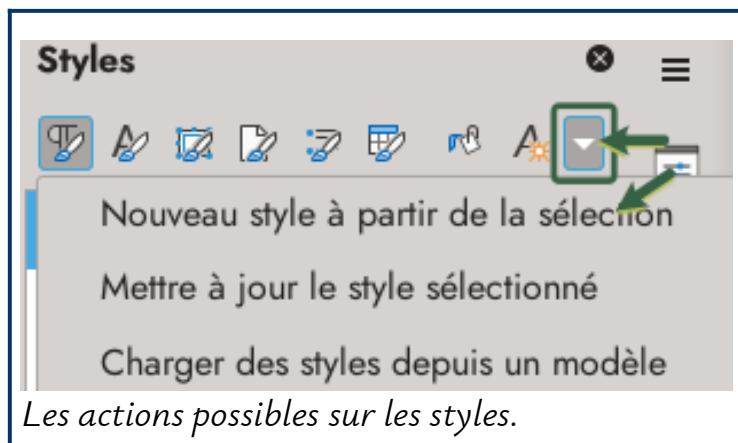 Styles
Nouveau style à partir de la sélection
Mettre à jour le style sélectionné
Charger des styles depuis un modèle
Les actions possibles sur les styles.